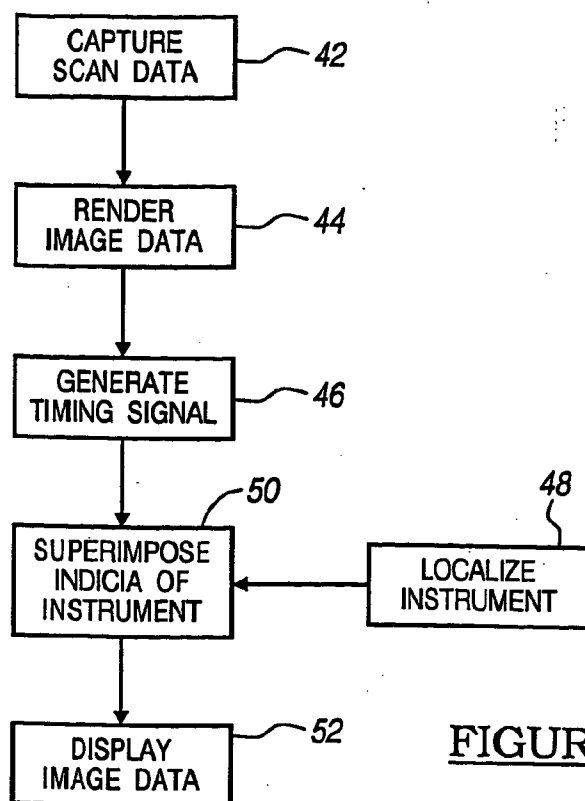 CAPTURE
SCAN DATA
42
RENDER
IMAGE DATA
44
GENERATE
TIMING SIGNAL
46
50
SUPERIMPOSE
INDICIA OF
INSTRUMENT
48
LOCALIZE
INSTRUMENT
DISPLAY
IMAGE DATA
52
FIGUR